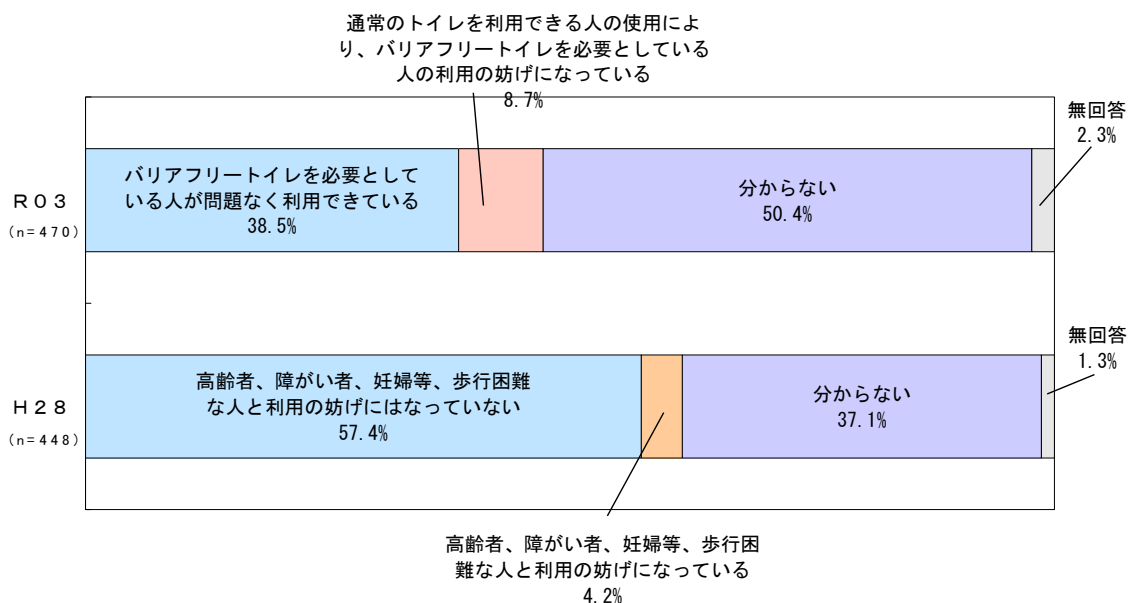 通常のトイレを利用できる人の使用によ
り、バリアフリートイレを必要としている
人の利用の妨げになっている
8.7%
無回答
2.3%
R03
(n=470)
バリアフリートイレを必要として
いる人が問題なく利用できている
38.5%
分からない
50.4%
無回答
1.3%
H28
(n=448)
高齢者、障がい者、妊婦等、歩行困難
な人と利用の妨げにはなっていない
57.4%
分からない
37.1%
高齢者、障がい者、妊婦等、歩行困
難な人と利用の妨げになっている
4.2%